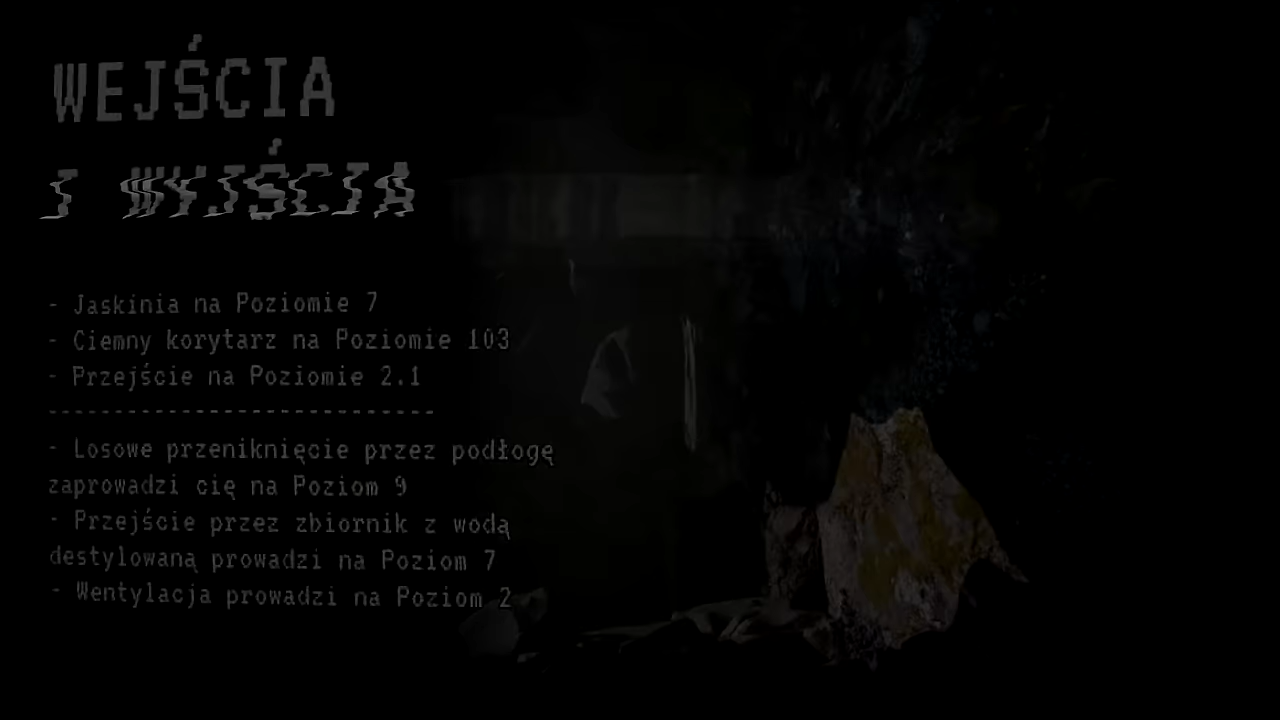 WEJŚCIA
I WYJŚCIA
- Jaskinia na Poziomie 7
- Ciemny korytarz na Poziomie 103
- Przejście na Poziomie 2.1
----------------------------
- Losowe przeniknięcie przez podłogę
zaprowadzi cię na Poziom 9
- Przejście przez zbiornik z wodą
destylowaną prowadzi na Poziom 7
- Wentylacja prowadzi na Poziom 2